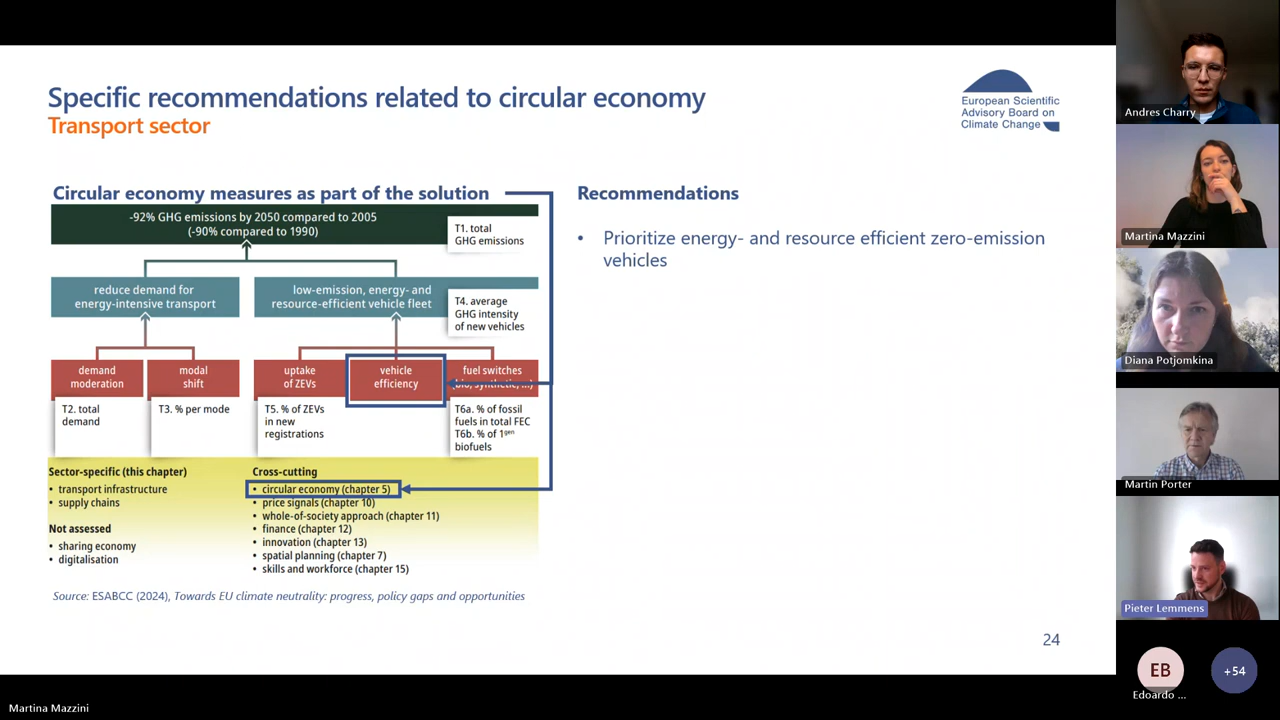 Specific recommendations related to circular economy
Transport sector
European Scientific
Advisory Board on
Climate Change
Circular economy measures as part of the solution
-92% GHG emissions by 2050 compared to 2005
(-90% compared to 1990)
T1. total
GHG emissions
reduce demand for
energy-intensive transport
low-emission, energy- and
resource-efficient vehicle fleet
T4. average
GHG intensity
of new vehicles
demand
moderation
modal
shift
uptake
of ZEVs
vehicle
efficiency
fuel switches
(bio, synthetic, ...)
T2. total
demand
T3. % per mode
T5. % of ZEVs
in new
registrations
T6a. % of fossil
fuels in total FEC
T6b. % of 1gen
biofuels
Sector-specific (this chapter)
• transport infrastructure
• supply chains
Not assessed
• sharing economy
• digitalisation
Cross-cutting
• circular economy (chapter 5)
• price signals (chapter 10)
• whole-of-society approach (chapter 11)
• finance (chapter 12)
• innovation (chapter 13)
• spatial planning (chapter 7)
• skills and workforce (chapter 15)
Source: ESABCC (2024), Towards EU climate neutrality: progress, policy gaps and opportunities
Recommendations
• Prioritize energy- and resource efficient zero-emission
vehicles
24
Andres Charry
Martina Mazzini
Diana Potjomkina
Martin Porter
Pieter Lemmens
EB
Edoardo ...
+54
Martina Mazzini